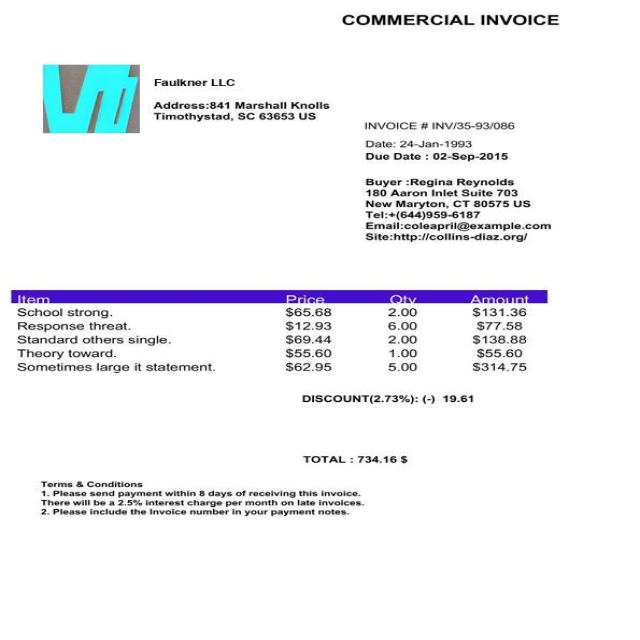 COMMERCIAL INVOICE
Faulkner LLC
Address:841 Marshall Knolls
Timothystad, SC 63653 US
INVOICE # INV/35-93/086
Date: 24-Jan-1993
Due Date : 02-Sep-2015
Buyer :Regina Reynolds
180 Aaron Inlet Suite 703
New Maryton, CT 80575 US
Tel:+(644)959-6187
Email:coleapril@example.com
Site:http://collins-diaz.org/
Item Price Qty Amount
School strong. $65.68 2.00 $131.36
Response threat. $12.93 6.00 $77.58
Standard others single. $69.44 2.00 $138.88
Theory toward. $55.60 1.00 $55.60
Sometimes large it statement. $62.95 5.00 $314.75
DISCOUNT(2.73%): (-) 19.61
TOTAL : 734.16 $
Terms & Conditions
1. Please send payment within 8 days of receiving this invoice.
There will be a 2.5% interest charge per month on late invoices.
2. Please include the Invoice number in your payment notes.